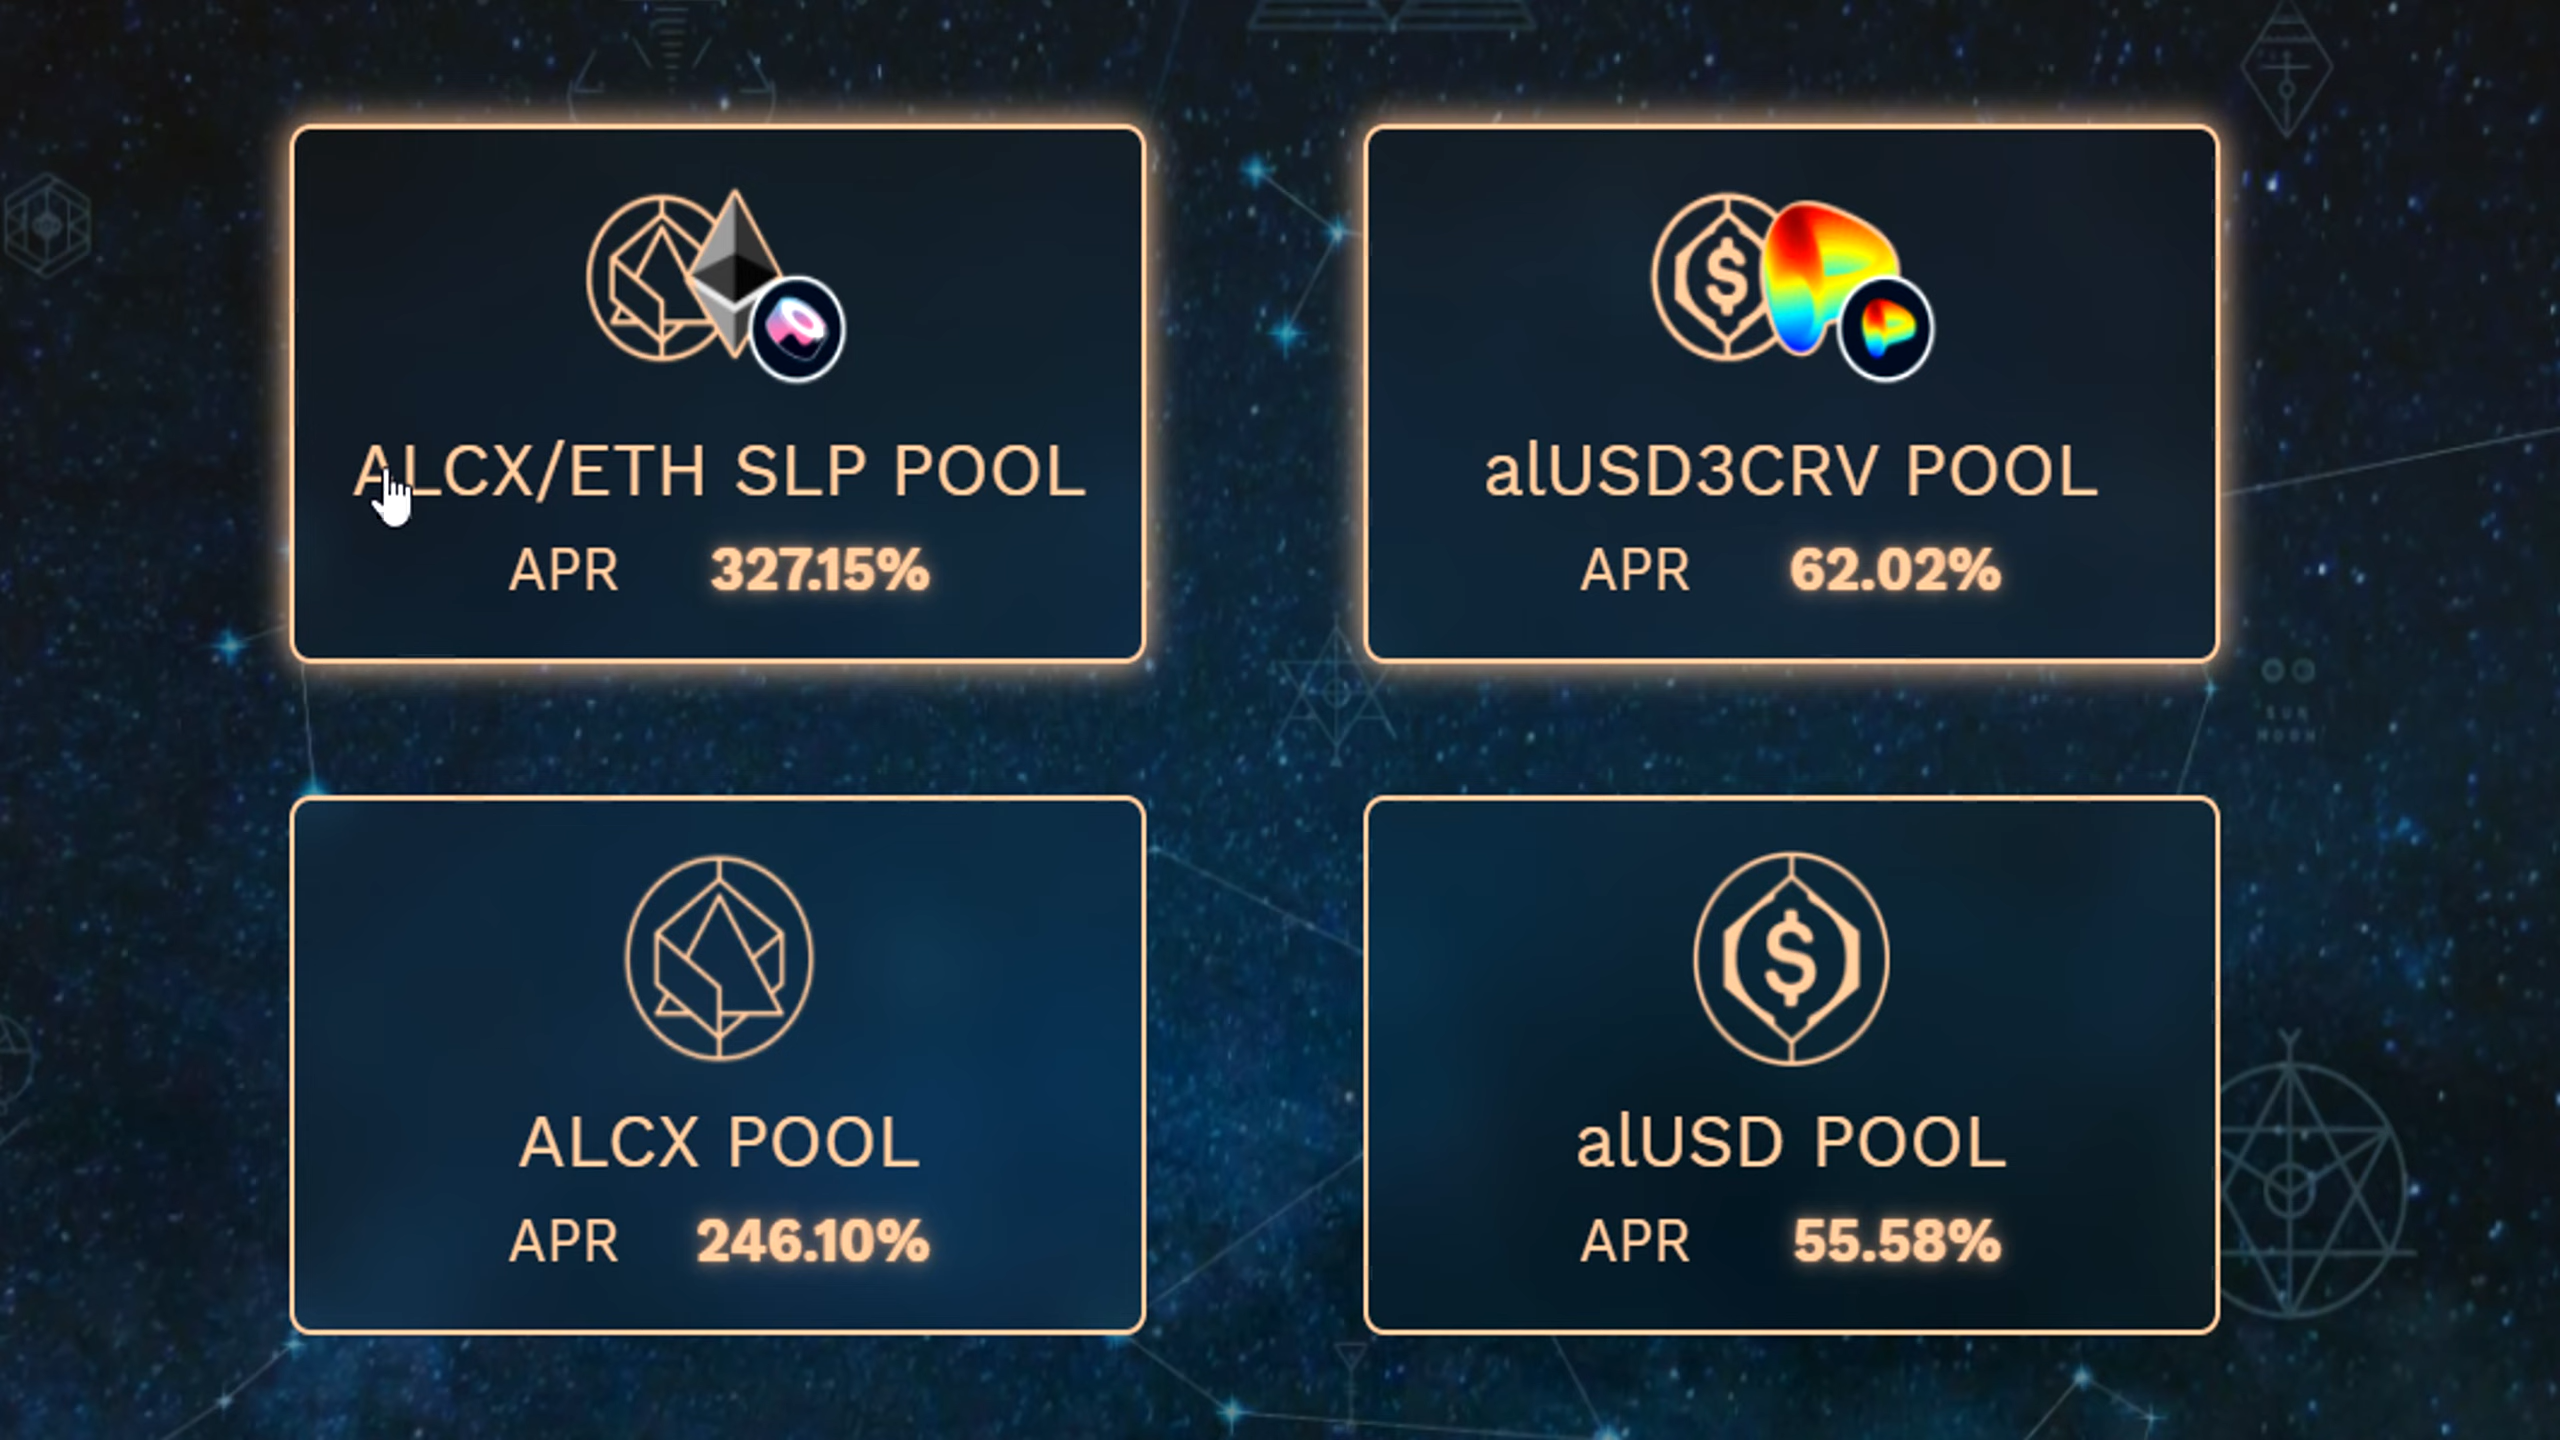 ALCX/ETH SLP POOL
APR 327.15%
alUSD3CRV POOL
APR 62.02%
ALCX POOL
APR 246.10%
alUSD POOL
APR 55.58%